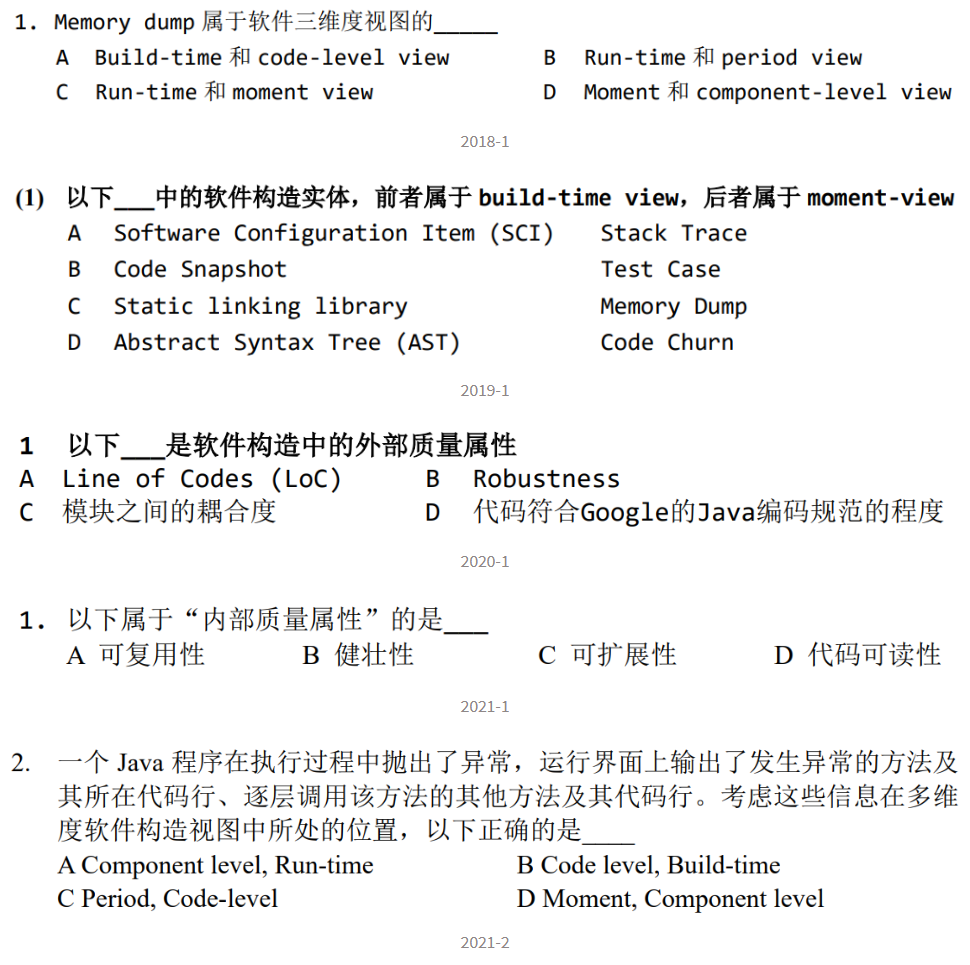 1. Memory dump 属于软件三维度视图的_____
A Build-time 和 code-level view B Run-time 和 period view
C Run-time 和 moment view D Moment 和 component-level view
2018-1
(1) 以下___中的软件构造实体，前者属于 build-time view，后者属于 moment-view
A Software Configuration Item (SCI) Stack Trace
B Code Snapshot Test Case
C Static linking library Memory Dump
D Abstract Syntax Tree (AST) Code Churn
2019-1
1 以下___是软件构造中的外部质量属性
A Line of Codes (LoC) B Robustness
C 模块之间的耦合度 D 代码符合Google的Java编码规范的程度
2020-1
1. 以下属于“内部质量属性”的是___
A 可复用性 B 健壮性 C 可扩展性 D 代码可读性
2021-1
2. 一个 Java 程序在执行过程中抛出了异常，运行界面上输出了发生异常的方法及
其所在代码行、逐层调用该方法的其他方法及其代码行。考虑这些信息在多维
度软件构造视图中所处的位置，以下正确的是____
A Component level, Run-time B Code level, Build-time
C Period, Code-level D Moment, Component level
2021-2